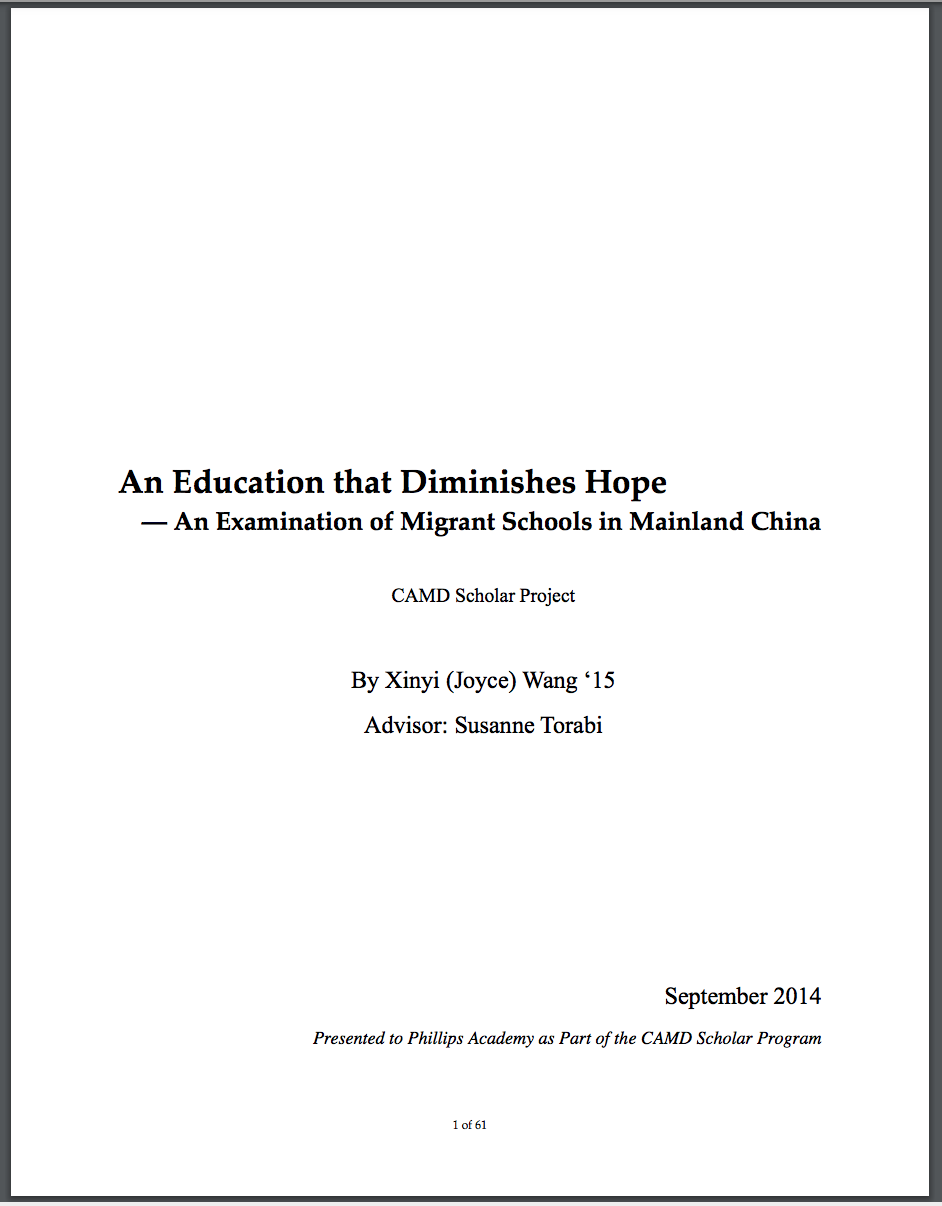 An Education that Diminishes Hope
— An Examination of Migrant Schools in Mainland China
CAMD Scholar Project
By Xinyi (Joyce) Wang ‘15
Advisor: Susanne Torabi
September 2014
Presented to Phillips Academy as Part of the CAMD Scholar Program
1 of 61